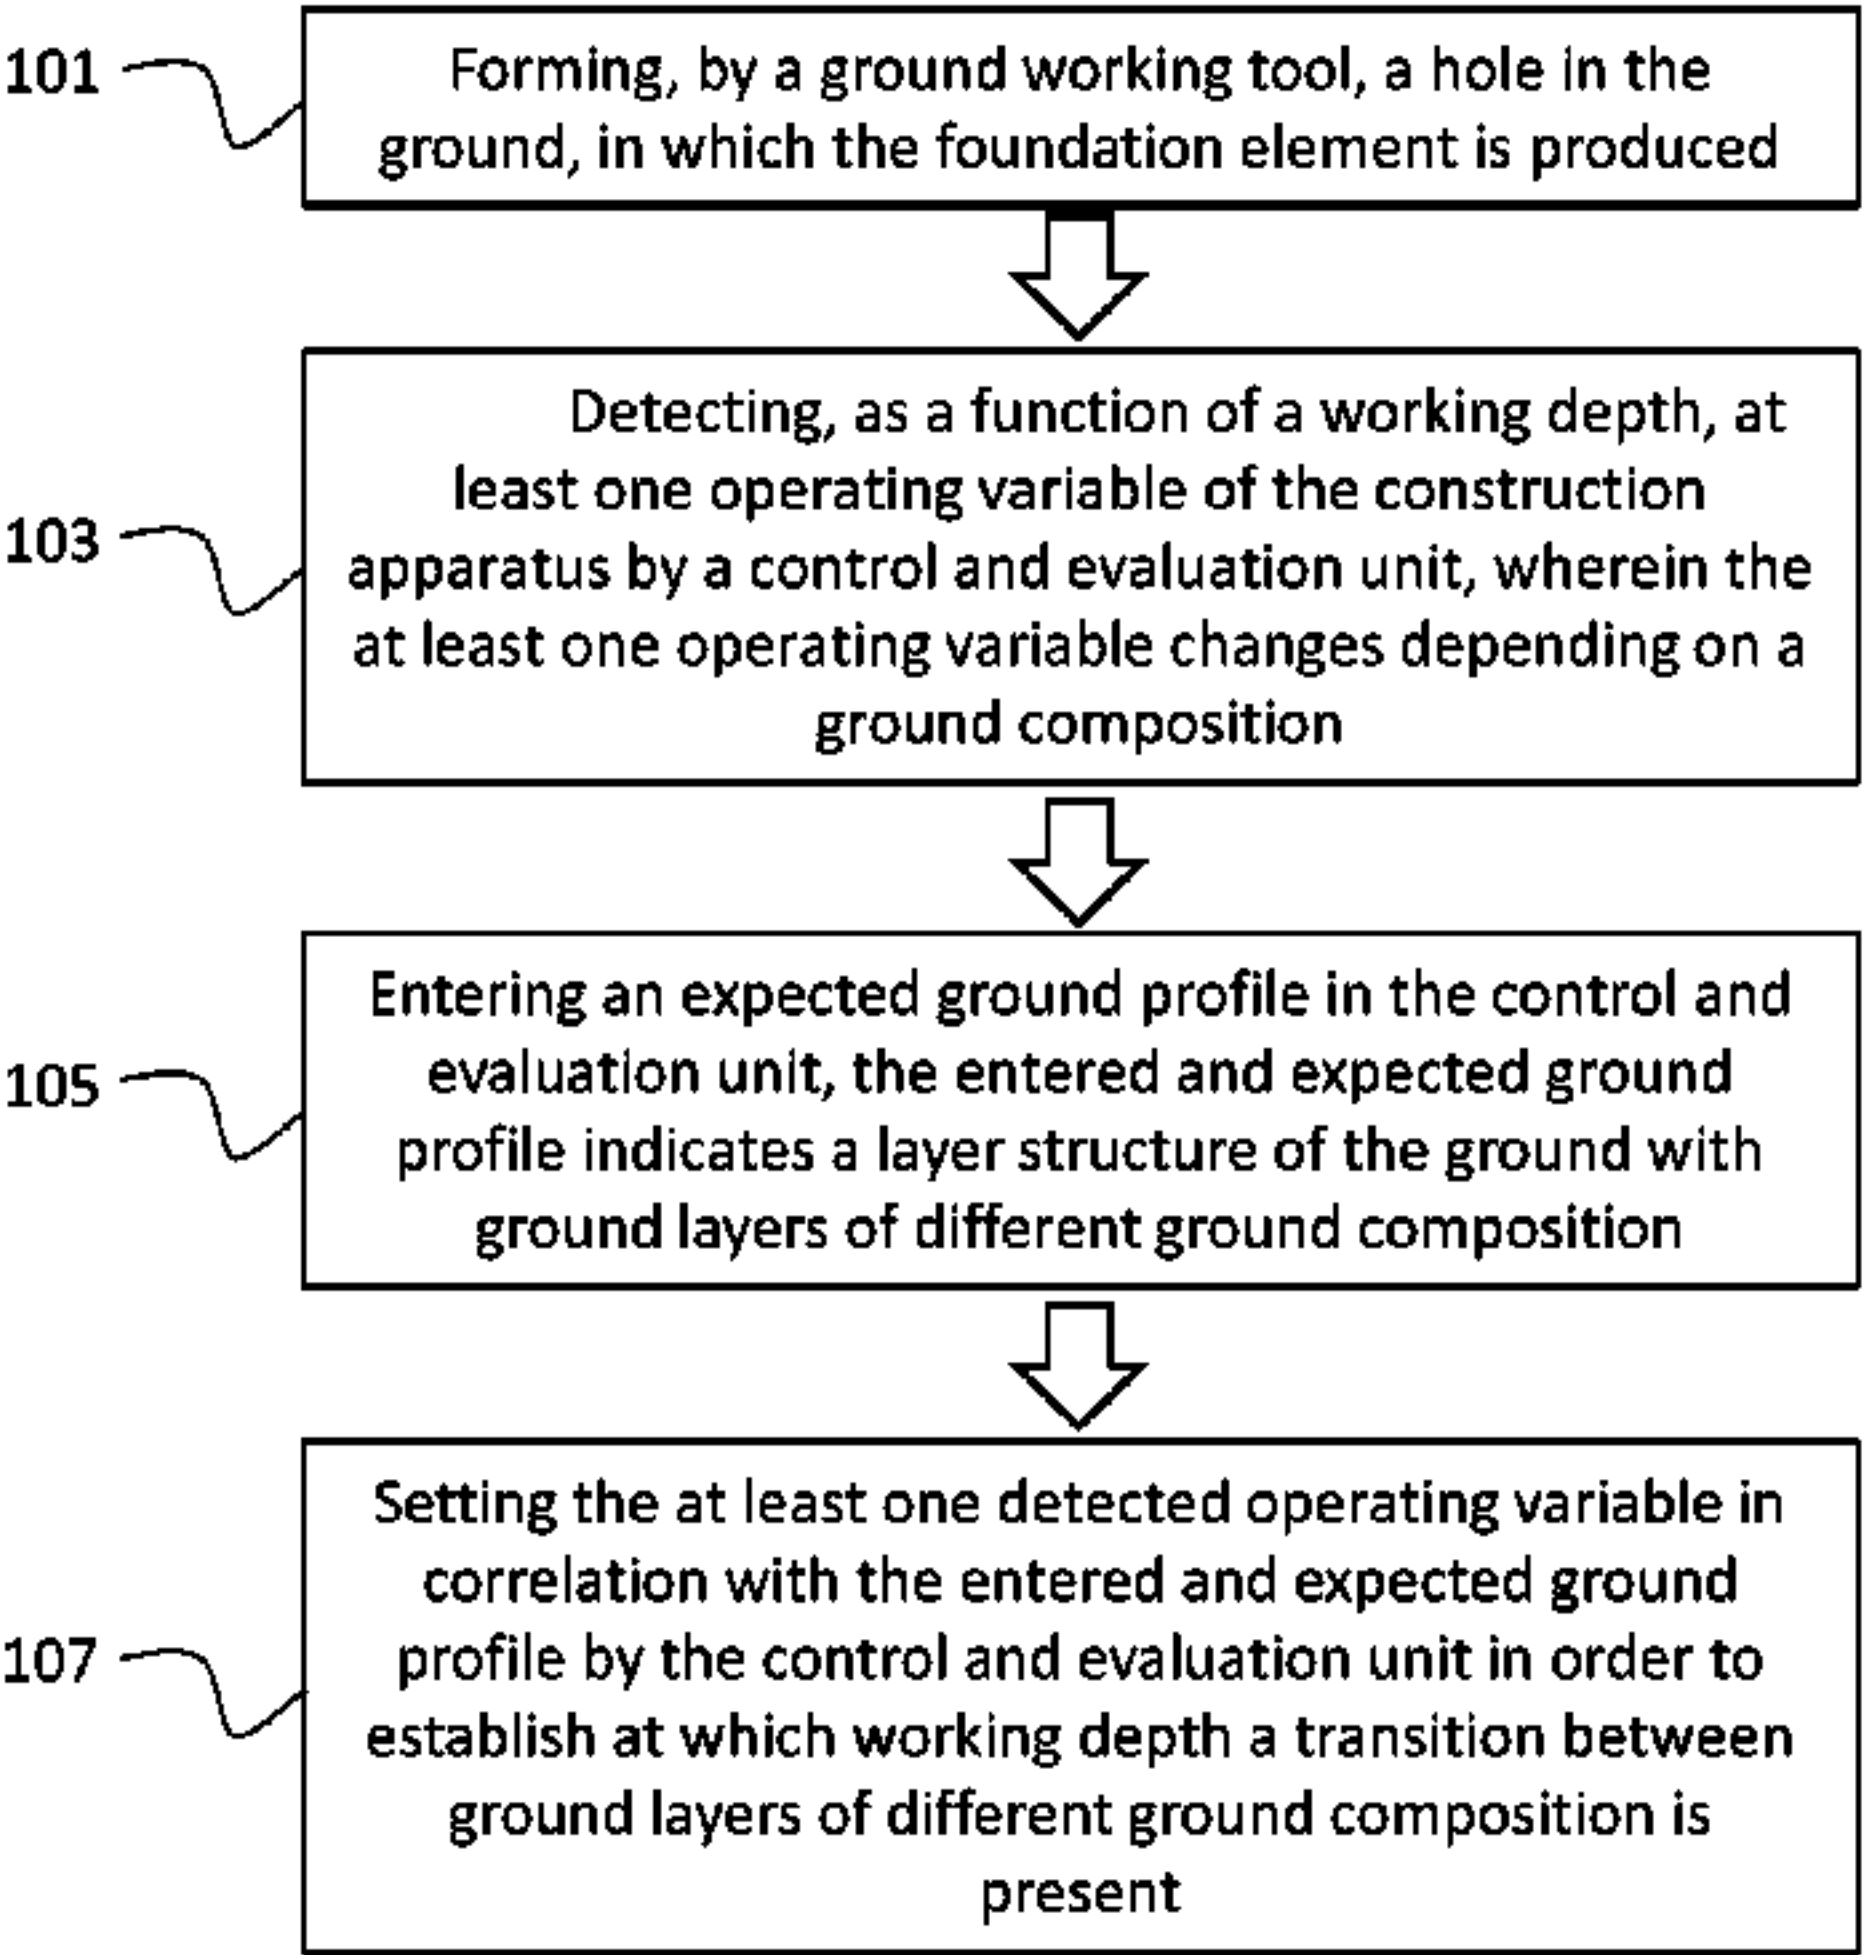 101
Forming, by a ground working tool, a hole in the
ground, in which the foundation element is produced
103
Detecting, as a function of a working depth, at
least one operating variable of the construction
apparatus by a control and evaluation unit, wherein the
at least one operating variable changes depending on a
ground composition
105
Entering an expected ground profile in the control and
evaluation unit, the entered and expected ground
profile indicates a layer structure of the ground with
ground layers of different ground composition
107
Setting the at least one detected operating variable in
correlation with the entered and expected ground
profile by the control and evaluation unit in order to
establish at which working depth a transition between
ground layers of different ground composition is
present